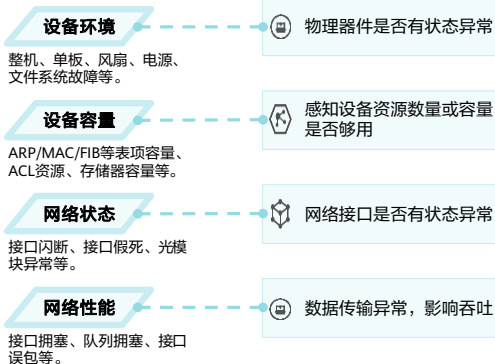 设备环境
物理器件是否有状态异常
整机、单板、风扇、电源、
文件系统故障等。
设备容量
感知设备资源数量或容量
是否够用
ARP/MAC/FIB等表项容量、
ACL资源、存储器容量等。
网络状态
网络接口是否有状态异常
接口闪断、接口假死、光模
块异常等。
网络性能
数据传输异常，影响吞吐
接口拥塞、队列拥塞、接口
误包等。